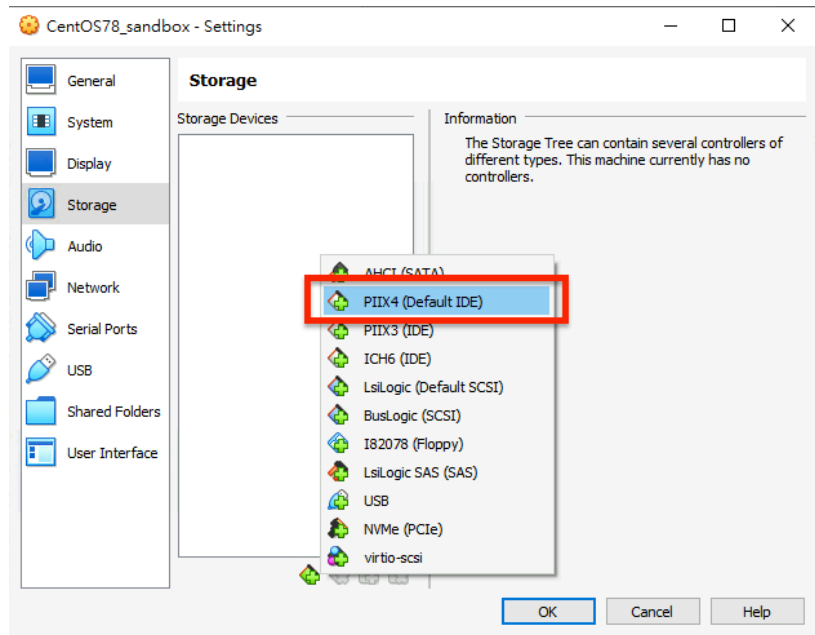 CentOS78_sandbox - Settings
General
System
Display
Storage
Audio
Network
Serial Ports
USB
Shared Folders
User Interface
Storage
Storage Devices
Information
The Storage Tree can contain several controllers of
different types. This machine currently has no
controllers.
AHCI (SATA)
PIIX4 (Default IDE)
PIIX3 (IDE)
ICH6 (IDE)
LsiLogic (Default SCSI)
BusLogic (SCSI)
I82078 (Floppy)
LsiLogic SAS (SAS)
USB
NVMe (PCIe)
virtio-scsi
OK
Cancel
Help